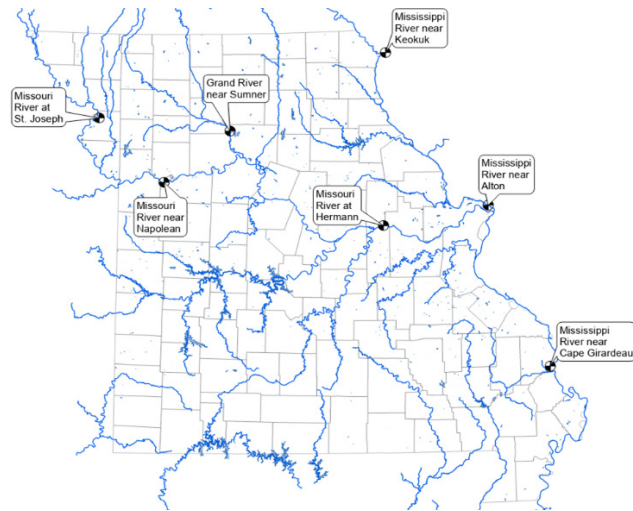 Mississippi
River near
Keokuk
Grand River
near Sumner
Missouri
River at
St. Joseph
Mississippi
River near
Alton
Missouri
River at
Hermann
Missouri
River near
Napolean
Mississippi
River near
Cape Girardeau